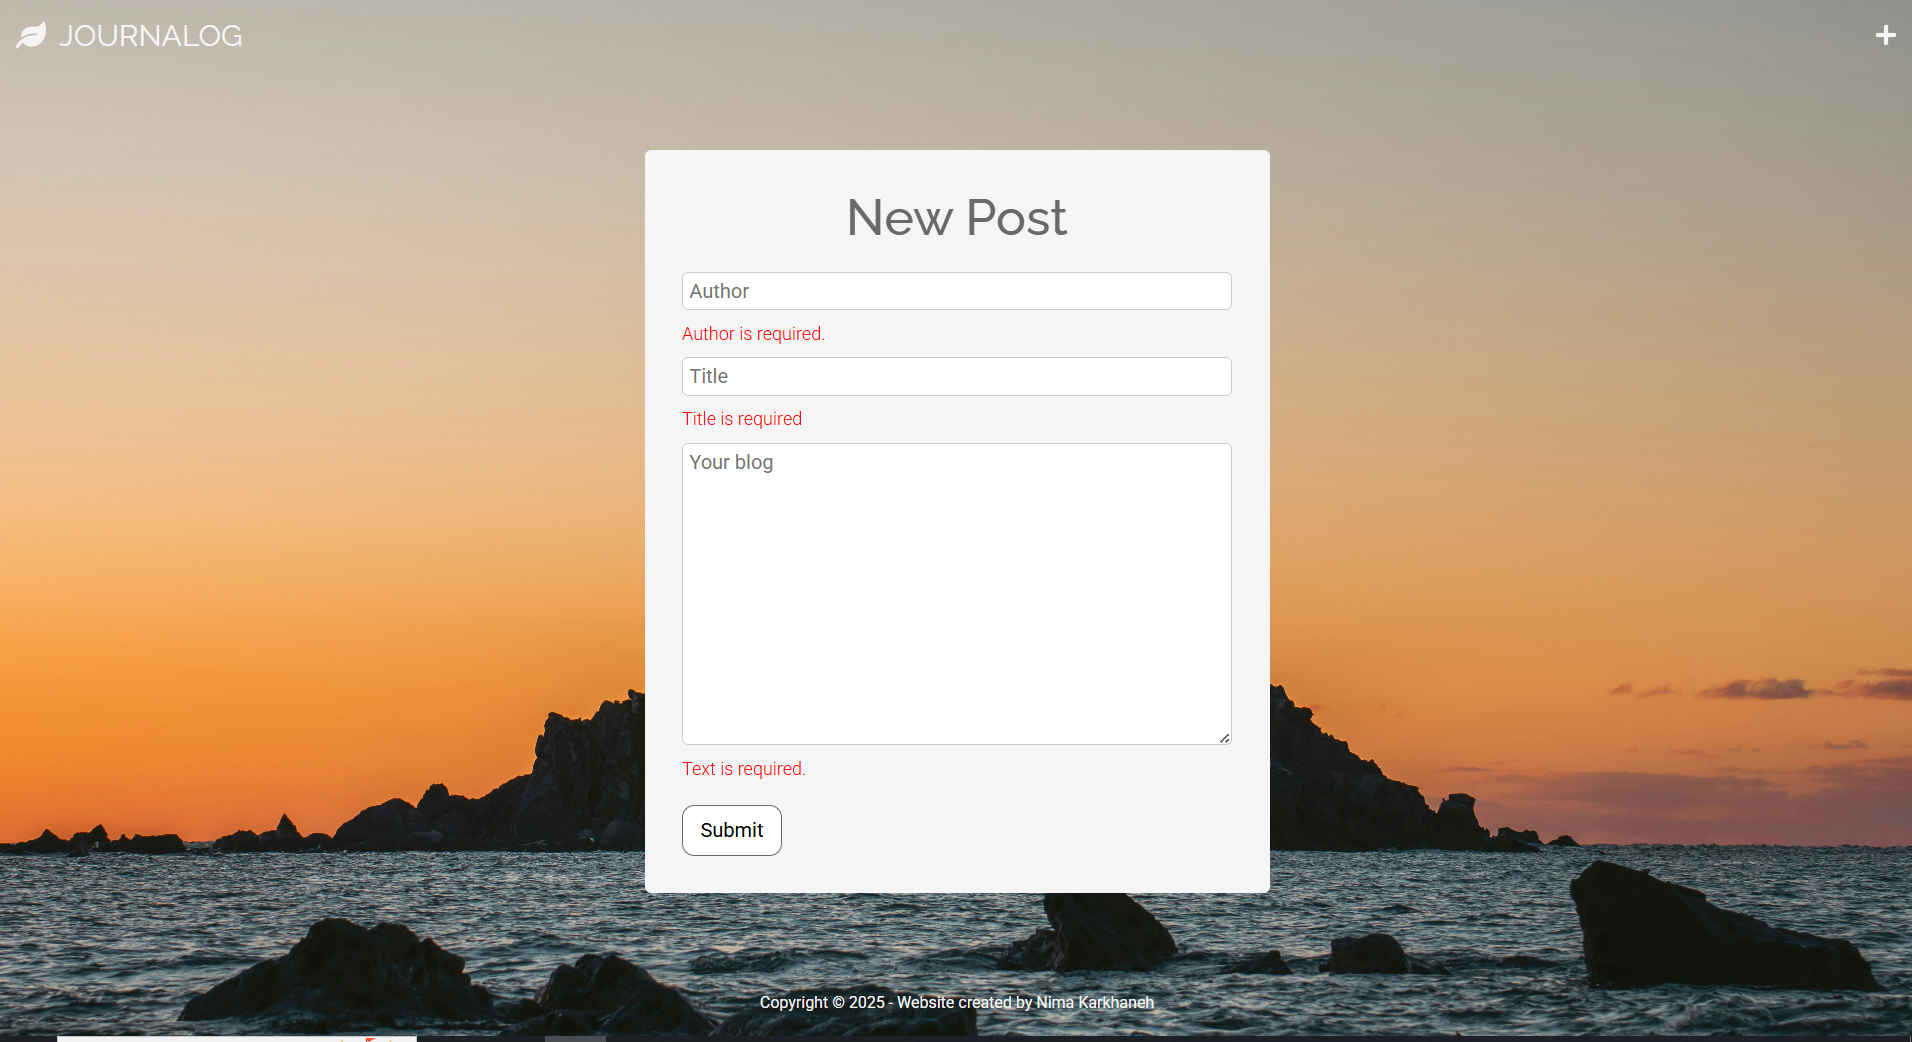 JOURNALOG
New Post
Author
Author is required.
Title
Title is required
Your blog
Text is required.
Submit
Copyright © 2025 - Website created by Nima Karkhaneh